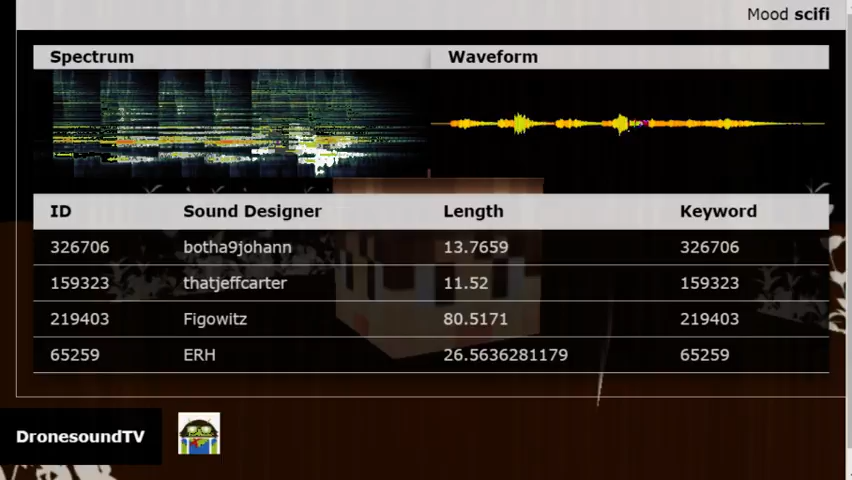 Mood scifi
Spectrum Waveform
ID Sound Designer Length Keyword
326706 botha9johann 13.7659 326706
159323 thatjeffcarter 11.52 159323
219403 Figowitz 80.5171 219403
65259 ERH 26.5636281179 65259
DronesoundTV